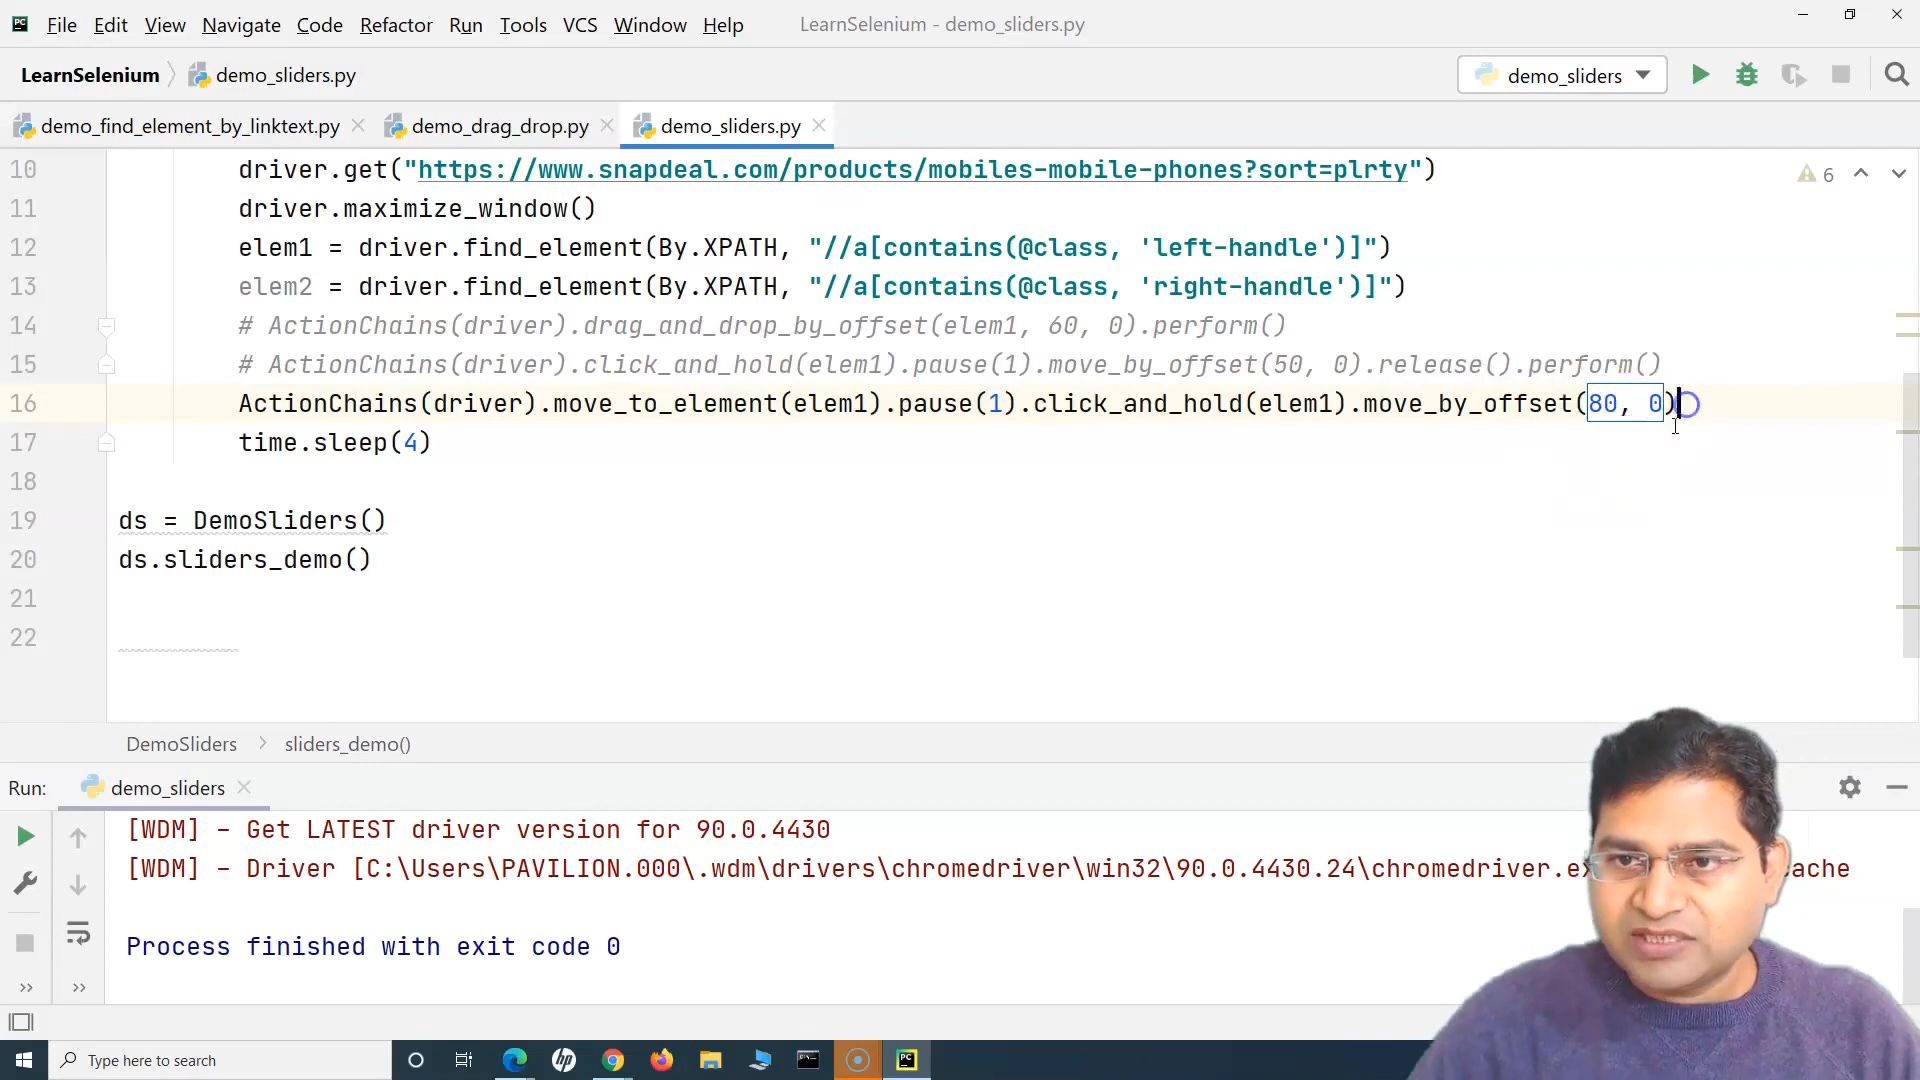 File Edit View Navigate Code Refactor Run Tools VCS Window Help LearnSelenium - demo_sliders.py
LearnSelenium demo_sliders.py demo_sliders
demo_find_element_by_linktext.py demo_drag_drop.py demo_sliders.py
10 driver.get("https://www.snapdeal.com/products/mobiles-mobile-phones?sort=plrty") 6
11 driver.maximize_window()
12 elem1 = driver.find_element(By.XPATH, "//a[contains(@class, 'left-handle')]")
13 elem2 = driver.find_element(By.XPATH, "//a[contains(@class, 'right-handle')]")
14 # ActionChains(driver).drag_and_drop_by_offset(elem1, 60, 0).perform()
15 # ActionChains(driver).click_and_hold(elem1).pause(1).move_by_offset(50, 0).release().perform()
16 ActionChains(driver).move_to_element(elem1).pause(1).click_and_hold(elem1).move_by_offset(80, 0)
17 time.sleep(4)
18
19 ds = DemoSliders()
20 ds.sliders_demo()
21
22
DemoSliders > sliders_demo()
Run: demo_sliders
[WDM] - Get LATEST driver version for 90.0.4430
[WDM] - Driver [C:\Users\PAVILION.000\.wdm\drivers\chromedriver\win32\90.0.4430.24\chromedriver.ex ache
Process finished with exit code 0
Type here to search